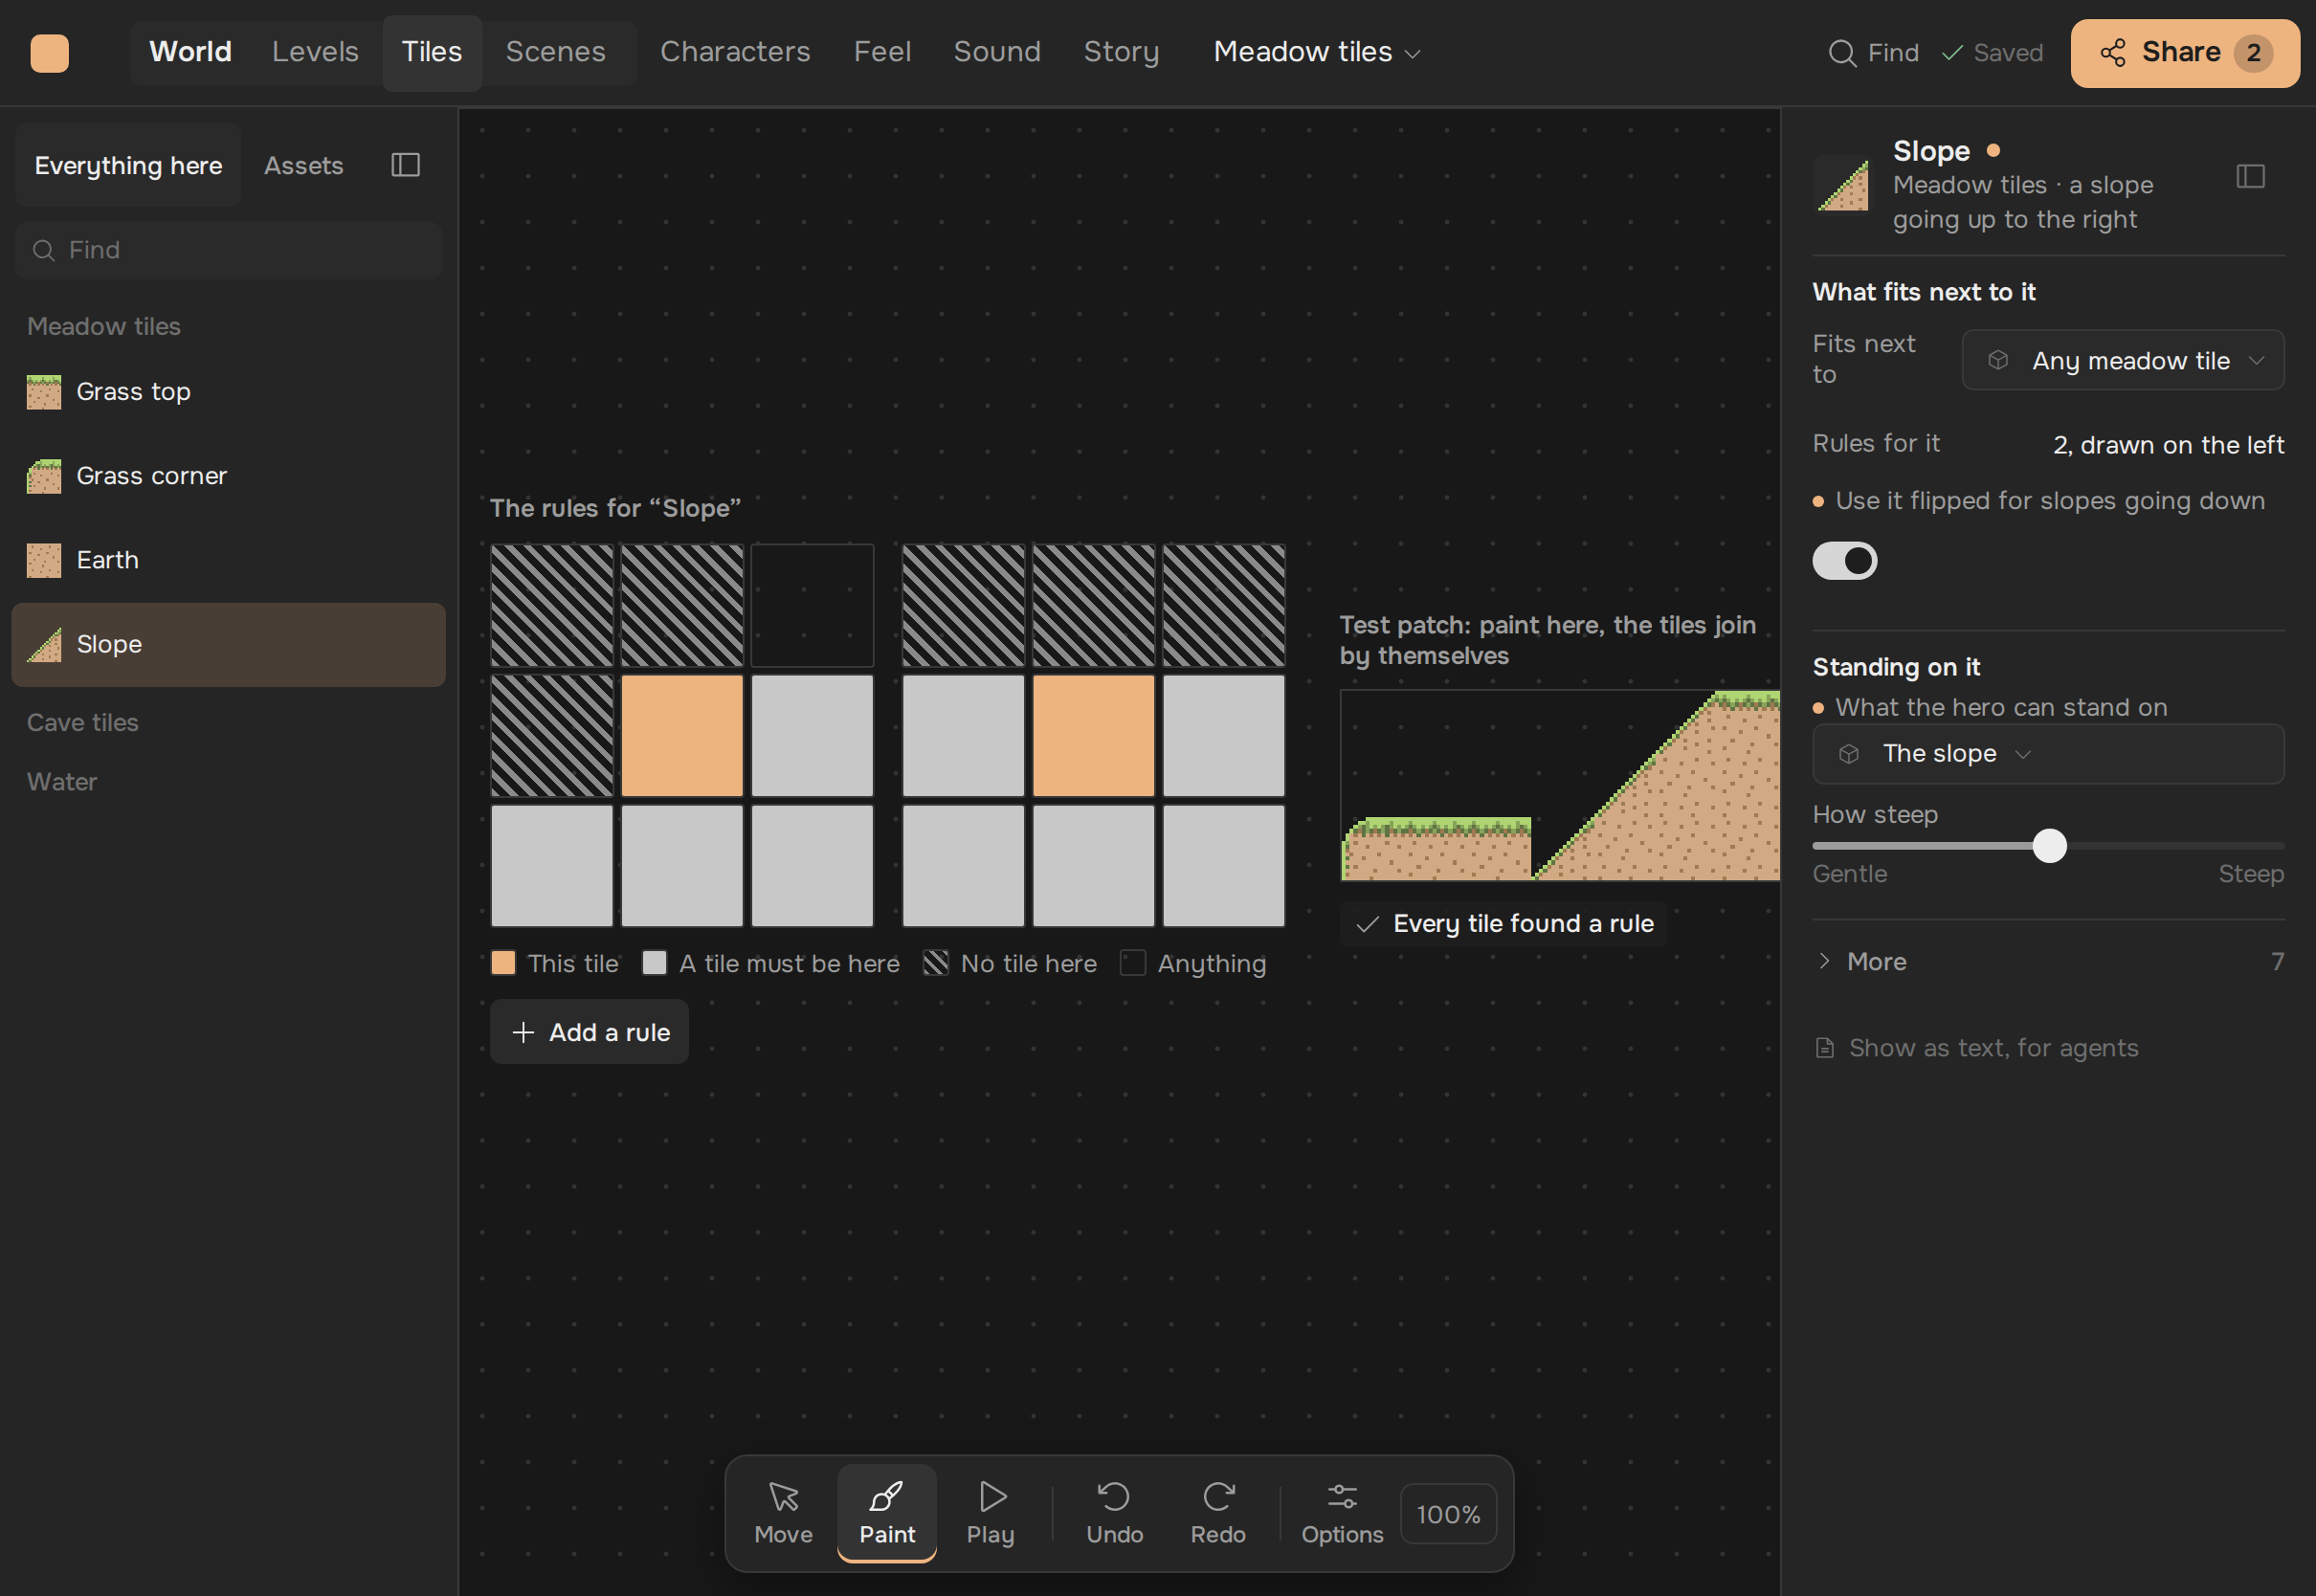 World Levels Tiles Scenes Characters Feel Sound Story Meadow tiles Find Saved Share 2
Everything here Assets
Find
Meadow tiles
Grass top
Grass corner
Earth
Slope
Cave tiles
Water
The rules for “Slope”
This tile A tile must be here No tile here Anything
Add a rule
Test patch: paint here, the tiles join
by themselves
Every tile found a rule
Move Paint Play Undo Redo Options 100%
Slope
Meadow tiles · a slope
going up to the right
What fits next to it
Fits next
to
Any meadow tile
Rules for it 2, drawn on the left
Use it flipped for slopes going down
Standing on it
What the hero can stand on
The slope
How steep
Gentle Steep
More 7
Show as text, for agents